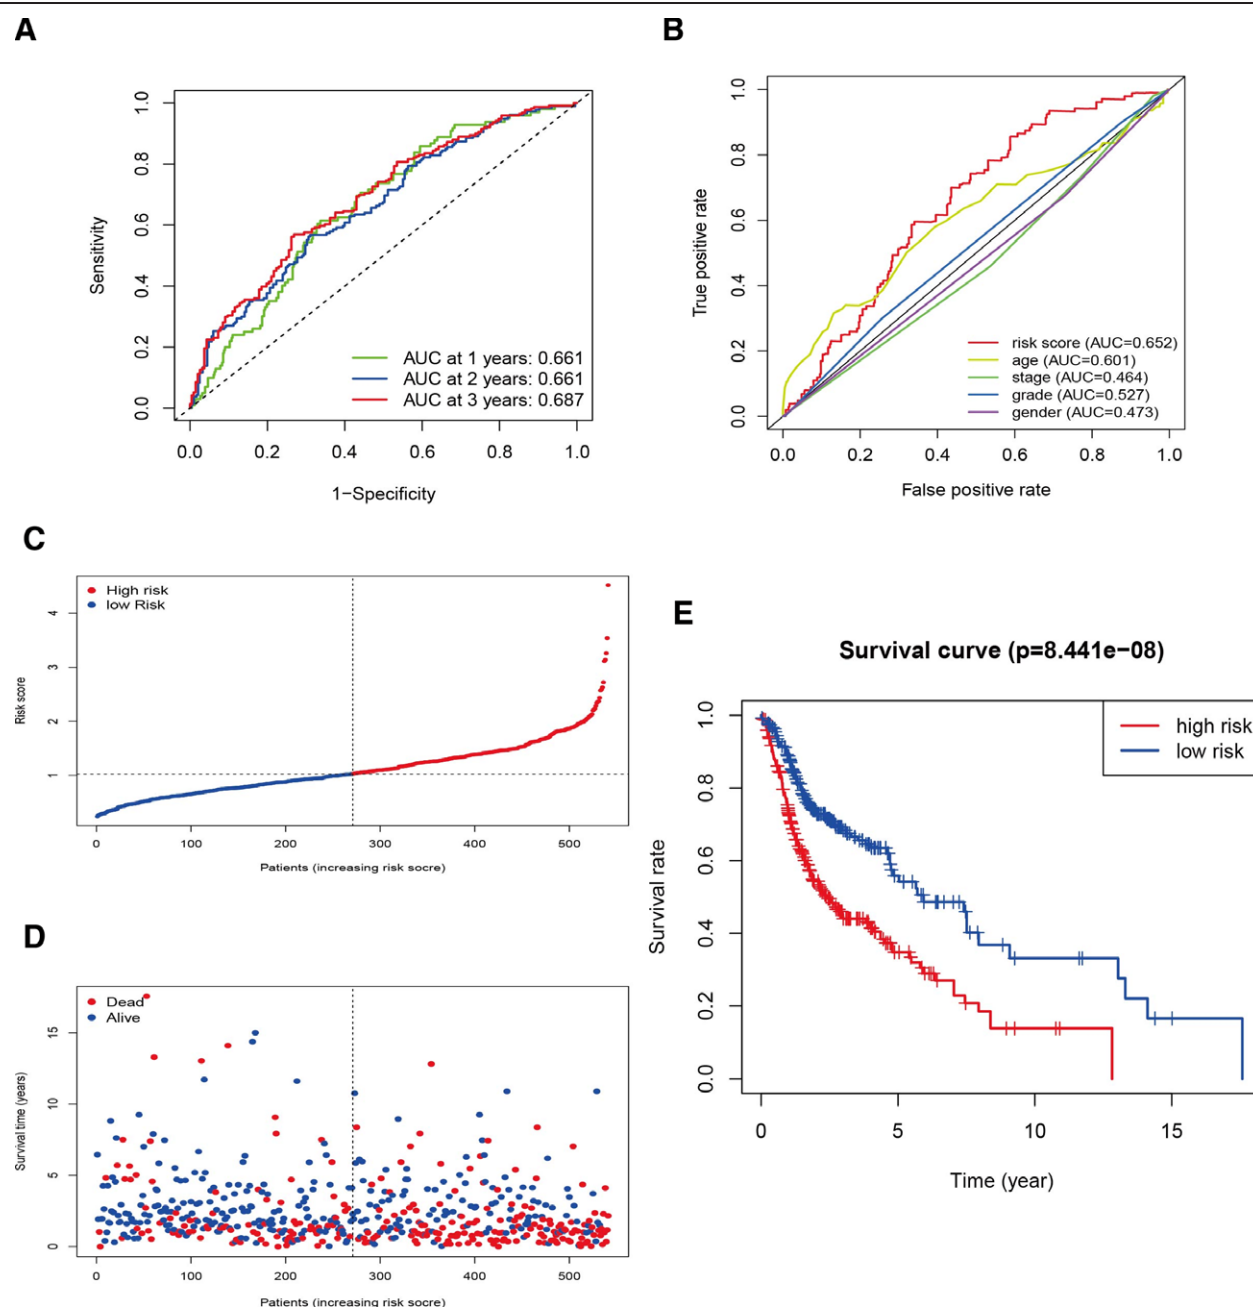 A
B
1.0
0.8
0.6
0.4
0.2
0.0
Sensitivity
AUC at 1 years: 0.661
AUC at 2 years: 0.661
AUC at 3 years: 0.687
0.0 0.2 0.4 0.6 0.8 1.0
1−Specificity
1.0
0.8
0.6
0.4
0.2
0.0
True positive rate
risk score (AUC=0.652)
age (AUC=0.601)
stage (AUC=0.464)
grade (AUC=0.527)
gender (AUC=0.473)
0.0 0.2 0.4 0.6 0.8 1.0
False positive rate
C
High risk
low Risk
4
3
2
1
Risk score
0 100 200 300 400 500
Patients (increasing risk socre)
D
Dead
Alive
15
10
5
0
Survival time (years)
0 100 200 300 400 500
Patients (increasing risk socre)
E
Survival curve (p=8.441e−08)
high risk
low risk
1.0
0.8
0.6
0.4
0.2
0.0
Survival rate
0 5 10 15
Time (year)